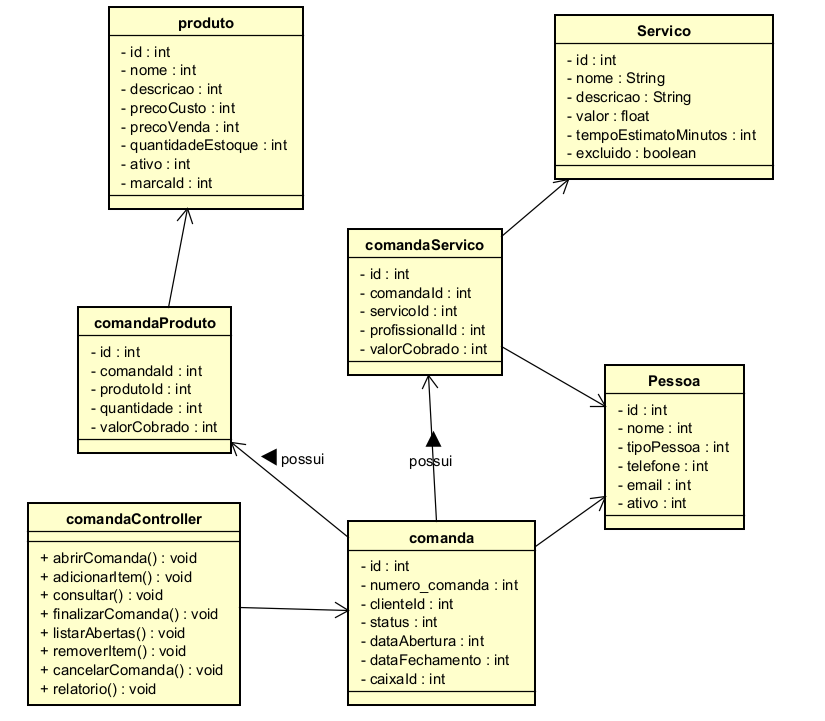 produto
- id : int
- nome : int
- descricao : int
- precoCusto : int
- precoVenda : int
- quantidadeEstoque : int
- ativo : int
- marcaId : int
Servico
- id : int
- nome : String
- descricao : String
- valor : float
- tempoEstimatoMinutos : int
- excluido : boolean
comandaServico
- id : int
- comandaId : int
- servicoId : int
- profissionalId : int
- valorCobrado : int
comandaProduto
- id : int
- comandaId : int
- produtoId : int
- quantidade : int
- valorCobrado : int
Pessoa
- id : int
- nome : int
- tipoPessoa : int
- telefone : int
- email : int
- ativo : int
possui
possui
comandaController
+ abrirComanda() : void
+ adicionarItem() : void
+ consultar() : void
+ finalizarComanda() : void
+ listarAbertas() : void
+ removerItem() : void
+ cancelarComanda() : void
+ relatorio() : void
comanda
- id : int
- numero_comanda : int
- clienteId : int
- status : int
- dataAbertura : int
- dataFechamento : int
- caixaId : int